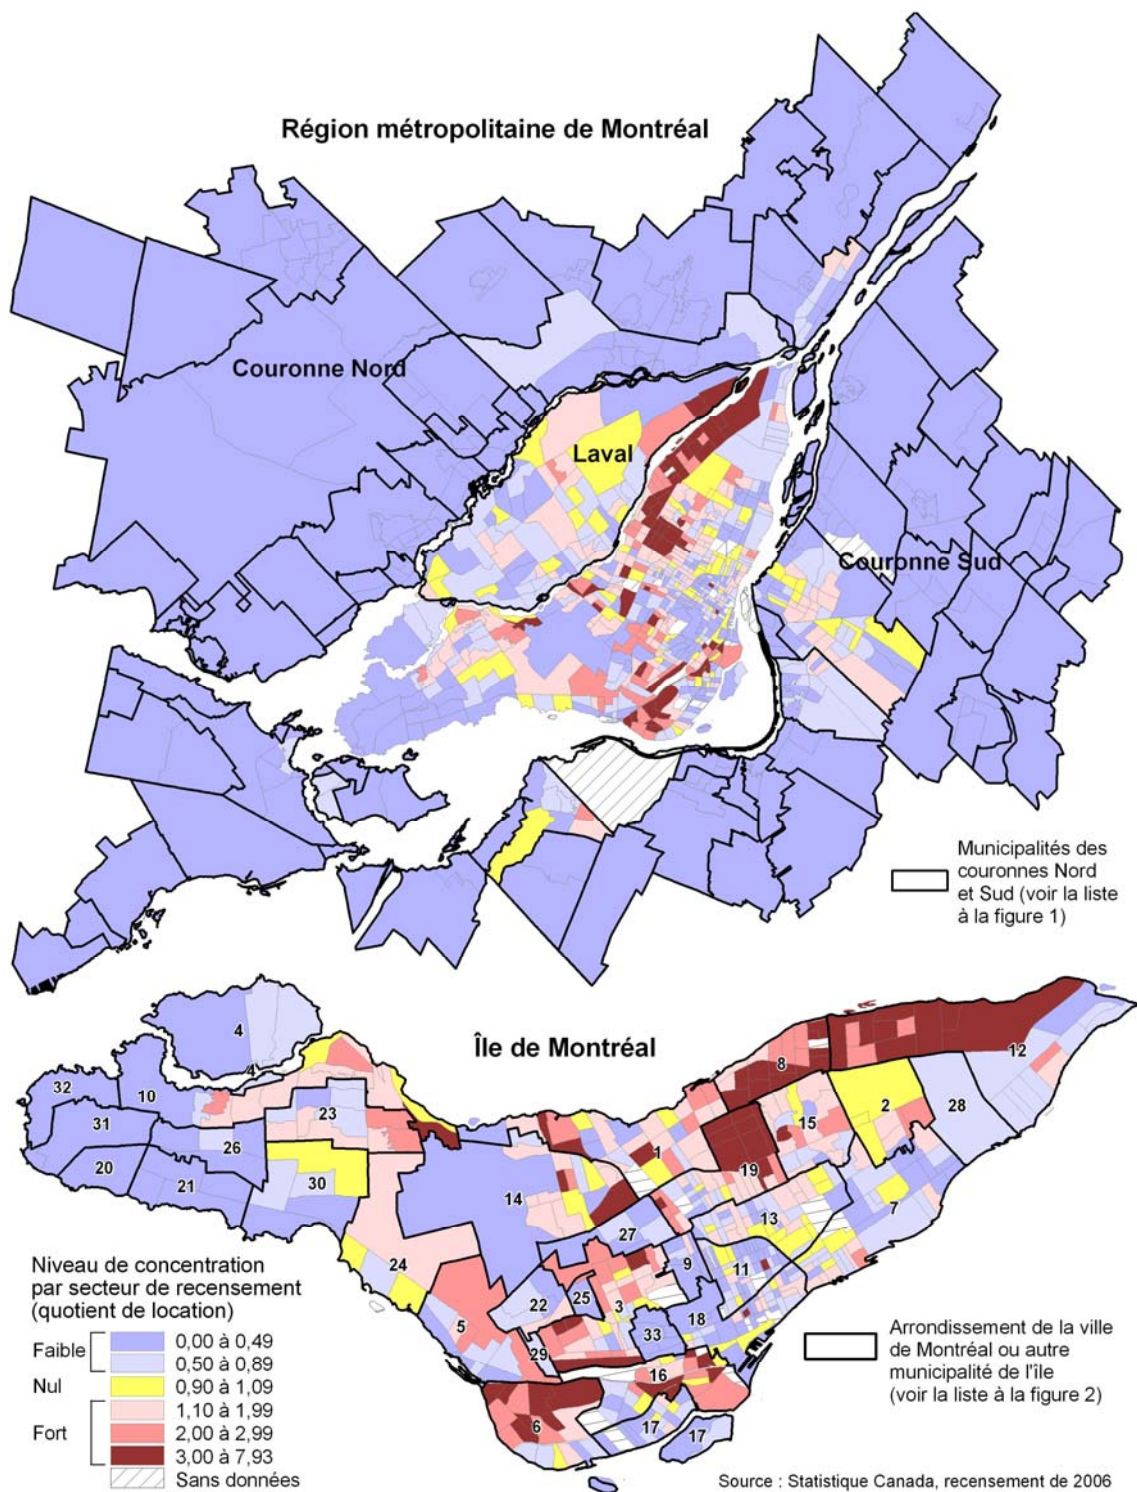 Région métropolitaine de Montréal
Couronne Nord
Laval
Couronne Sud
Municipalités des
couronnes Nord
et Sud (voir la liste
à la figure 1)
Île de Montréal
4
4
32
10
31
23
26
20
21
30
24
14
5
22
25
29
3
27
9
33
18
16
6
17
17
1
8
19
15
2
28
12
13
11
7
Niveau de concentration
par secteur de recensement
(quotient de location)
Faible
0,00 à 0,49
0,50 à 0,89
Nul
0,90 à 1,09
Fort
1,10 à 1,99
2,00 à 2,99
3,00 à 7,93
Sans données
Arrondissement de la ville
de Montréal ou autre
municipalité de l'île
(voir la liste à la figure 2)
Source : Statistique Canada, recensement de 2006